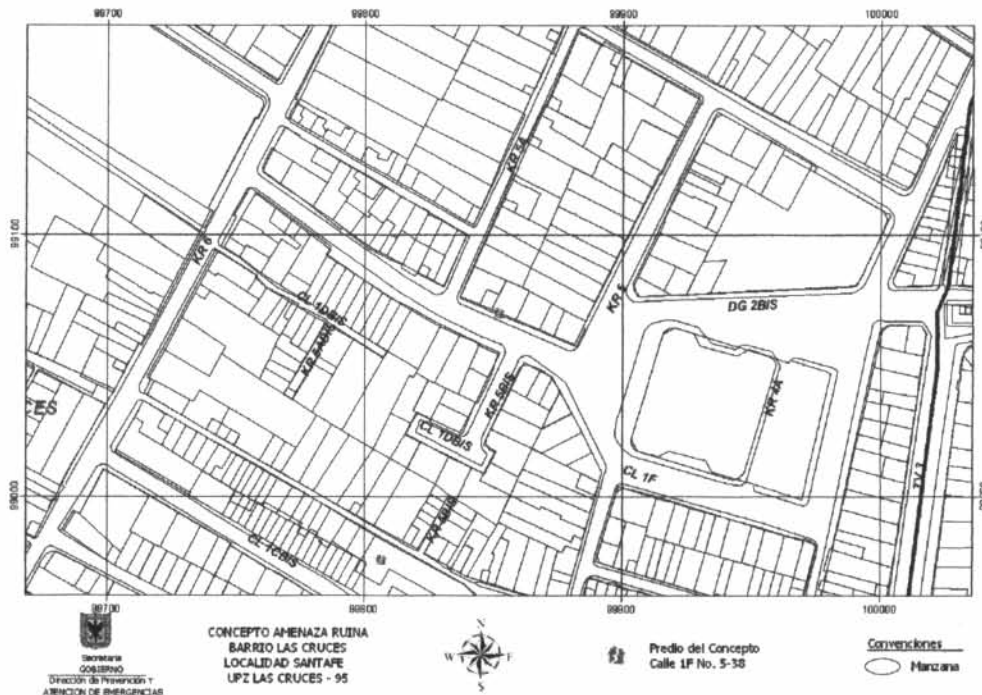 99700
99800
99900
100000
99100
KR 5A
KR 6
KR 5
DG 2BIS
CL 1DBIS
KR 5ABIS
KR 5BIS
KR 4A
CES
CL 1DBIS
CL 1F
TV 3
99000
CL 1CBIS
99700
99800
99900
100000
Secretaría
GOBIERNO
Dirección de Prevención Y
ATENCION DE EMERGENCIAS
CONCEPTO AMENAZA RUINA
BARRIO LAS CRUCES
LOCALIDAD SANTAFE
UPZ LAS CRUCES - 95
N
W
S
Predio del Concepto
Calle 1F No. 5-38
Convenciones
Manzana